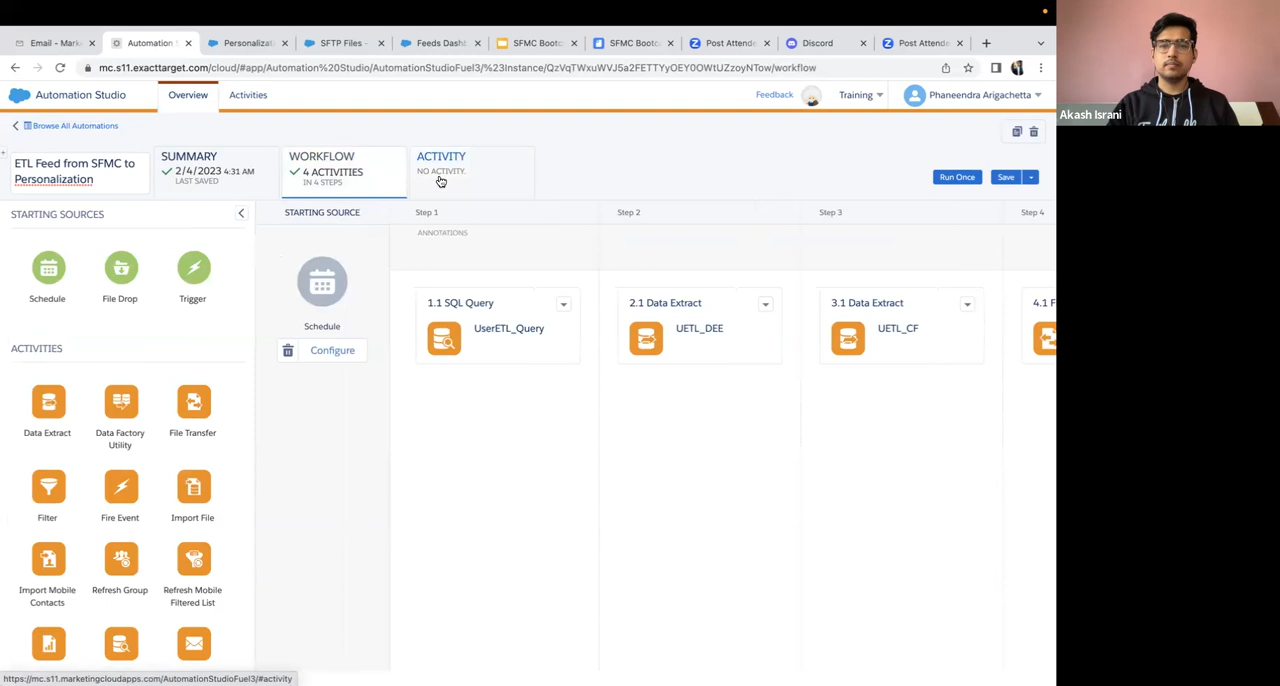 Email - Mark
Automation S
Personalizati
SFTP Files -
Feeds Dashb
SFMC Bootc
SFMC Bootc
Post Attende
Discord
Post Attende
mc.s11.exacttarget.com/cloud/#app/Automation%20Studio/AutomationStudioFuel3/%23Instance/QzVqTWxuWVJ5a2FETTYyOEY0OWtUZzoyNTow/workflow
Automation Studio
Overview
Activities
Feedback
Training
Phaneendra Arigachetta
Akash Israni
Browse All Automations
ETL Feed from SFMC to
Personalization
SUMMARY
2/4/2023 4:31 AM
LAST SAVED
WORKFLOW
4 ACTIVITIES
IN 4 STEPS
ACTIVITY
NO ACTIVITY.
Run Once
Save
STARTING SOURCES
Schedule
File Drop
Trigger
ACTIVITIES
Data Extract
Data Factory
Utility
File Transfer
Filter
Fire Event
Import File
Import Mobile
Contacts
Refresh Group
Refresh Mobile
Filtered List
STARTING SOURCE
Step 1
Step 2
Step 3
Step 4
ANNOTATIONS
Schedule
Configure
1.1 SQL Query
UserETL_Query
2.1 Data Extract
UETL_DEE
3.1 Data Extract
UETL_CF
4.1 F
https://mc.s11.marketingcloudapps.com/AutomationStudioFuel3/#activity